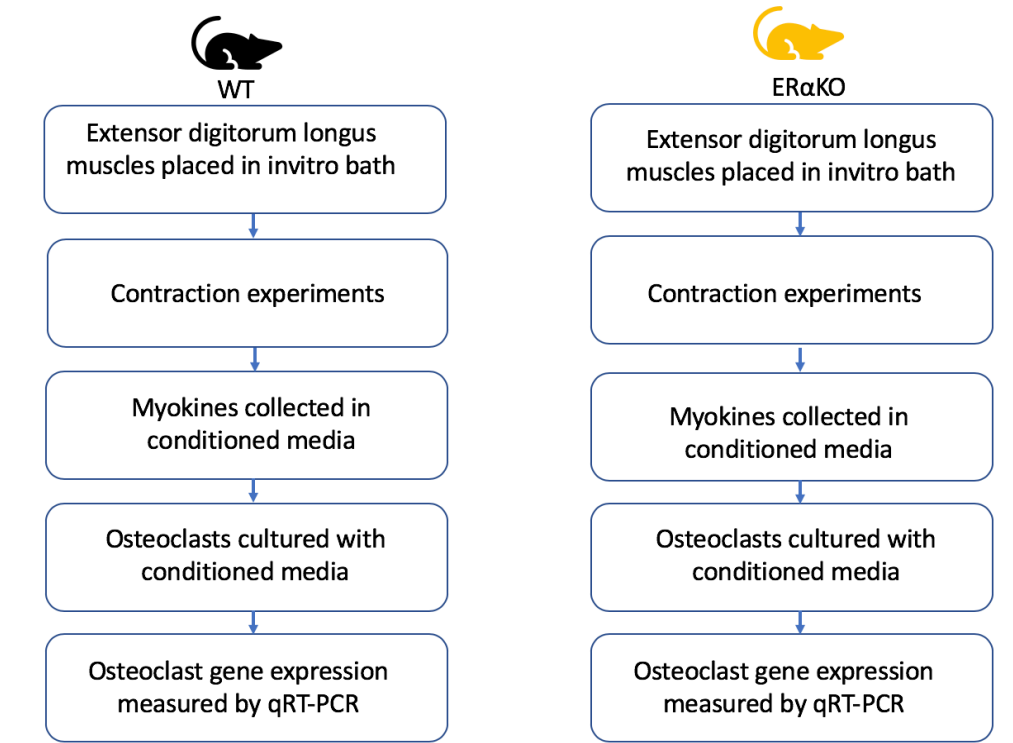 WT
Extensor digitorum longus
muscles placed in invitro bath
Contraction experiments
Myokines collected in
conditioned media
Osteoclasts cultured with
conditioned media
Osteoclast gene expression
measured by qRT-PCR
ERαKO
Extensor digitorum longus
muscles placed in invitro bath
Contraction experiments
Myokines collected in
conditioned media
Osteoclasts cultured with
conditioned media
Osteoclast gene expression
measured by qRT-PCR